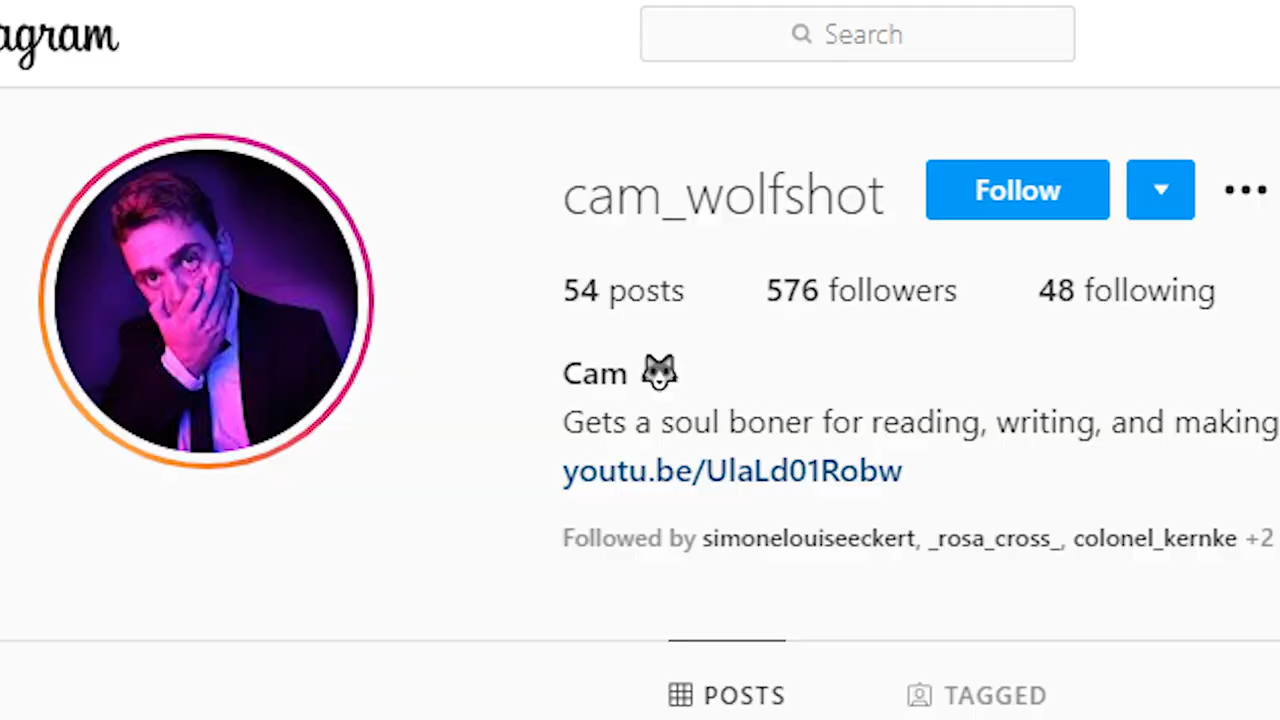 agram
Search
cam_wolfshot Follow
54 posts 576 followers 48 following
Cam
Gets a soul boner for reading, writing, and making
youtu.be/UlaLd01Robw
Followed by simonelouiseeckert, _rosa_cross_, colonel_kernke +2
POSTS TAGGED